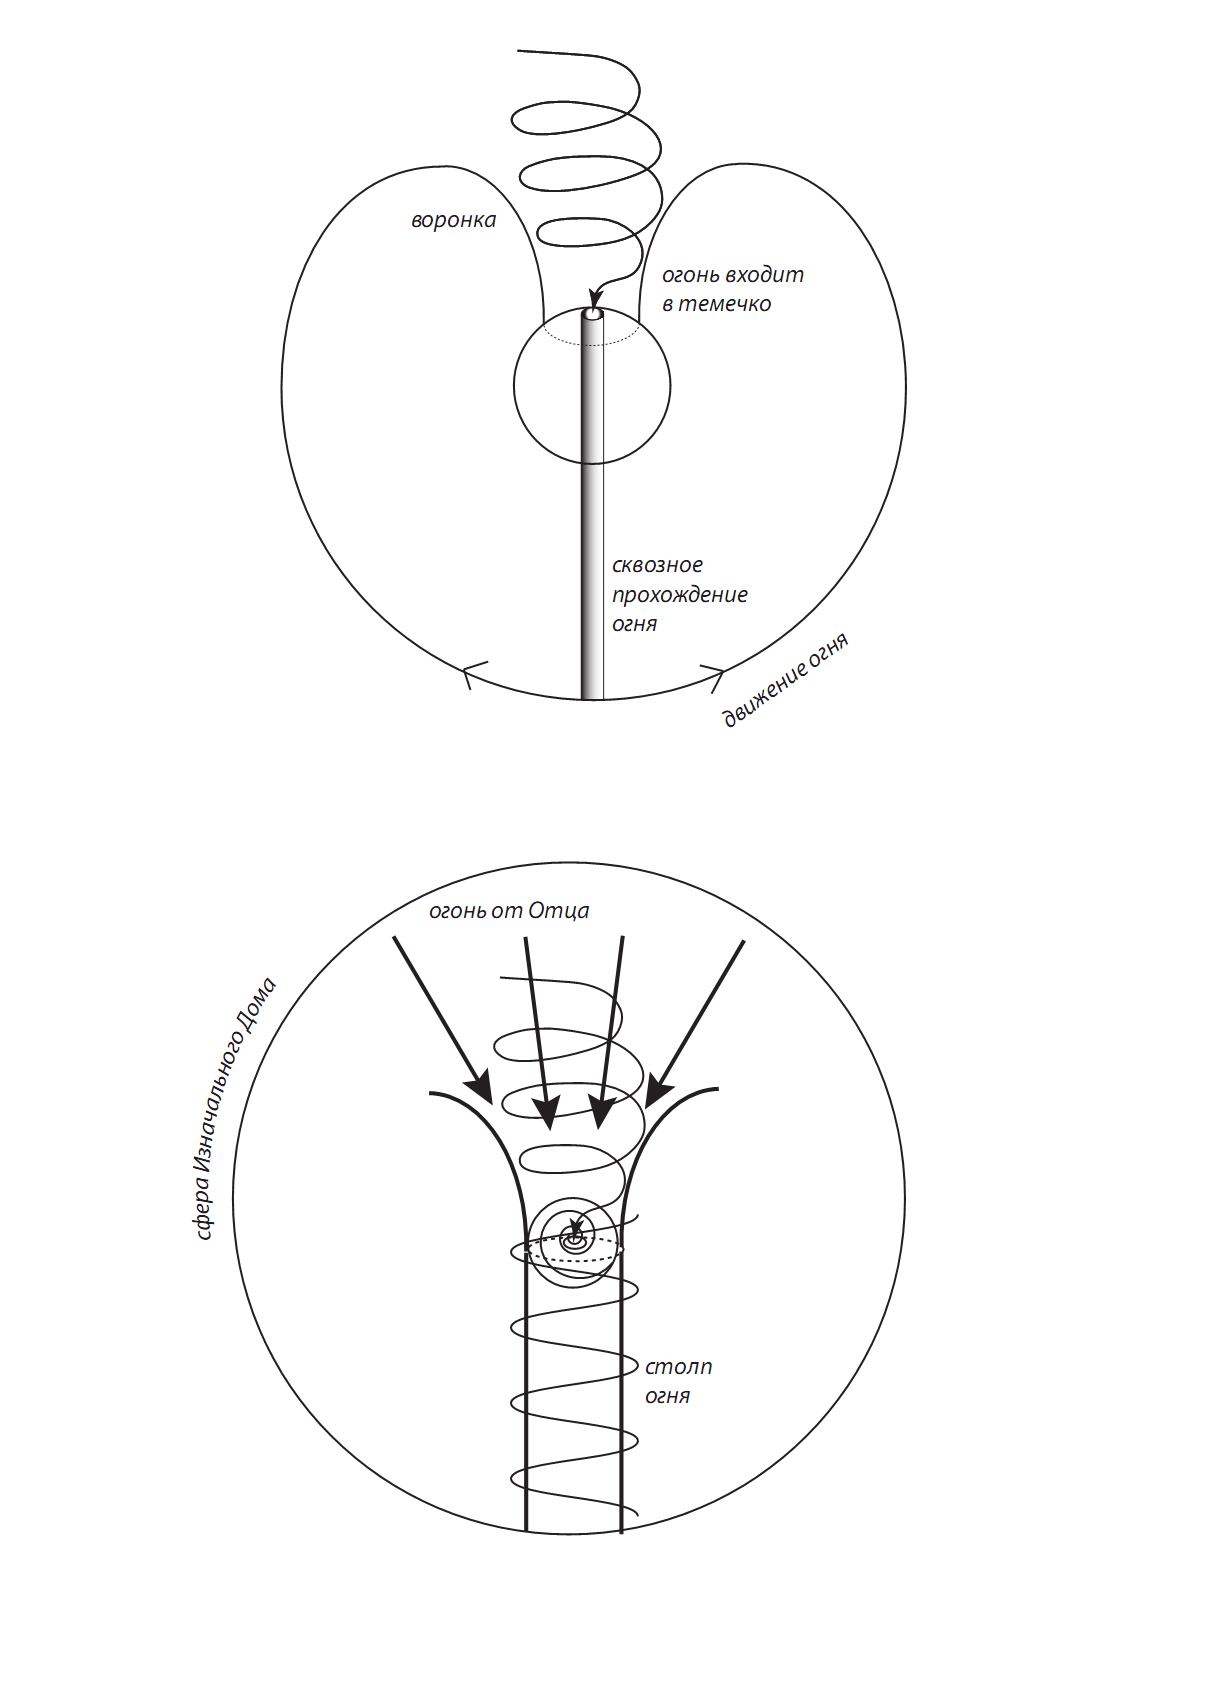 воронка
огонь входит
в темечко
сквозное
прохождение
огня
движение огня
огонь от Отца
сфера Изначального Дома
столп
огня